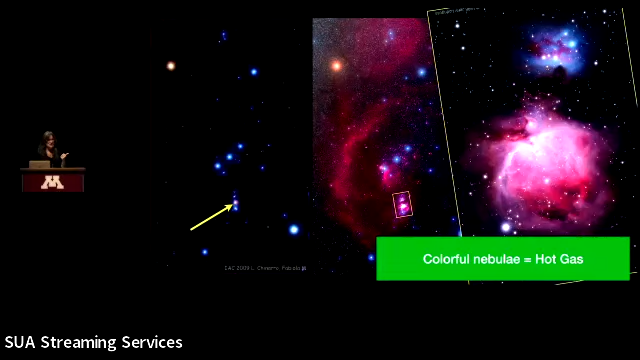 Colorful nebulae = Hot Gas
SUA Streaming Services
M